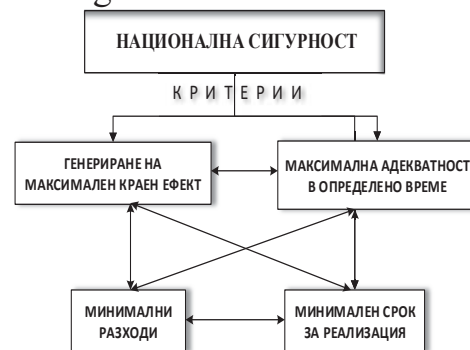 НАЦИОНАЛНА СИГУРНОСТ
КРИТЕРИИ
ГЕНЕРИРАНЕ НА
МАКСИМАЛЕН КРАЕН ЕФЕКТ
МАКСИМАЛНА АДЕКВАТНОСТ
В ОПРЕДЕЛЕНО ВРЕМЕ
МИНИМАЛНИ
РАЗХОДИ
МИНИМАЛЕН СРОК
ЗА РЕАЛИЗАЦИЯ